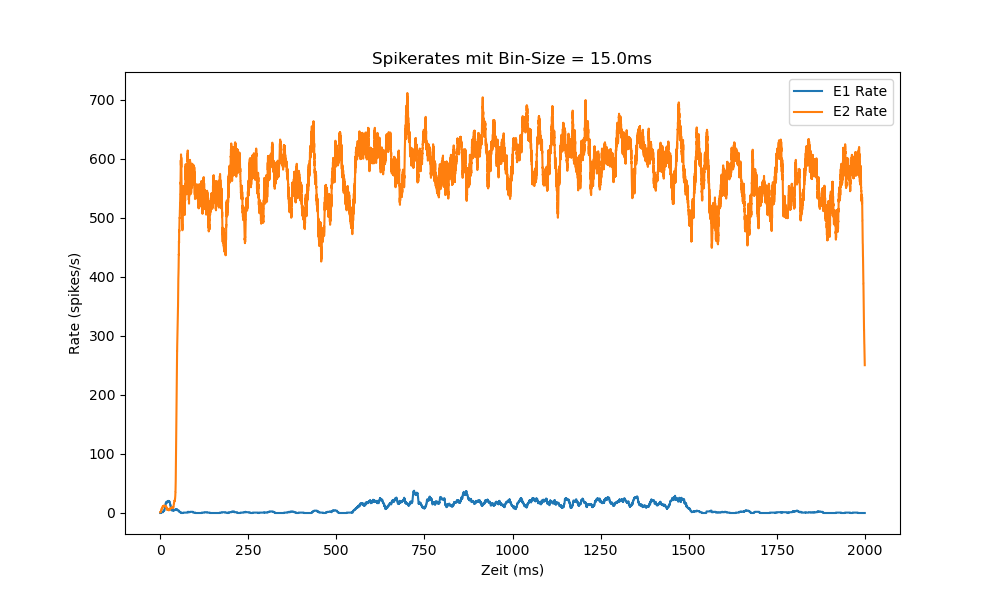 Spikerates mit Bin-Size = 15.0ms
E1 Rate
E2 Rate
Rate (spikes/s)
700
600
500
400
300
200
100
0
0 250 500 750 1000 1250 1500 1750 2000
Zeit (ms)